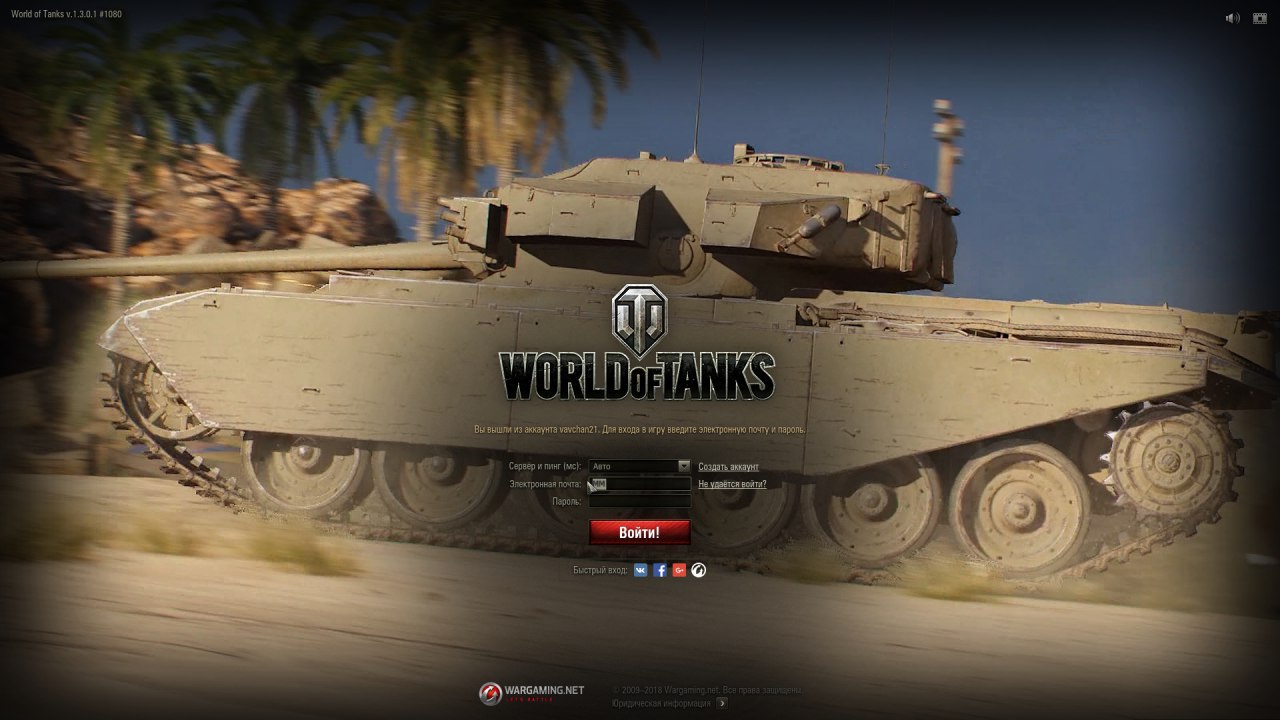 World of Tanks v.1.3.0.1 #1080
WORLD OF TANKS
Вы вышли из аккаунта vavchan21. Для входа в игру введите электронную почту и пароль.
Сервер и пинг (мс): Авто Создать аккаунт
Электронная почта: Не удаётся войти?
Пароль:
Войти!
Быстрый вход:
WARGAMING.NET
LET'S BATTLE
© 2009–2018 Wargaming.net. Все права защищены.
Юридическая информация